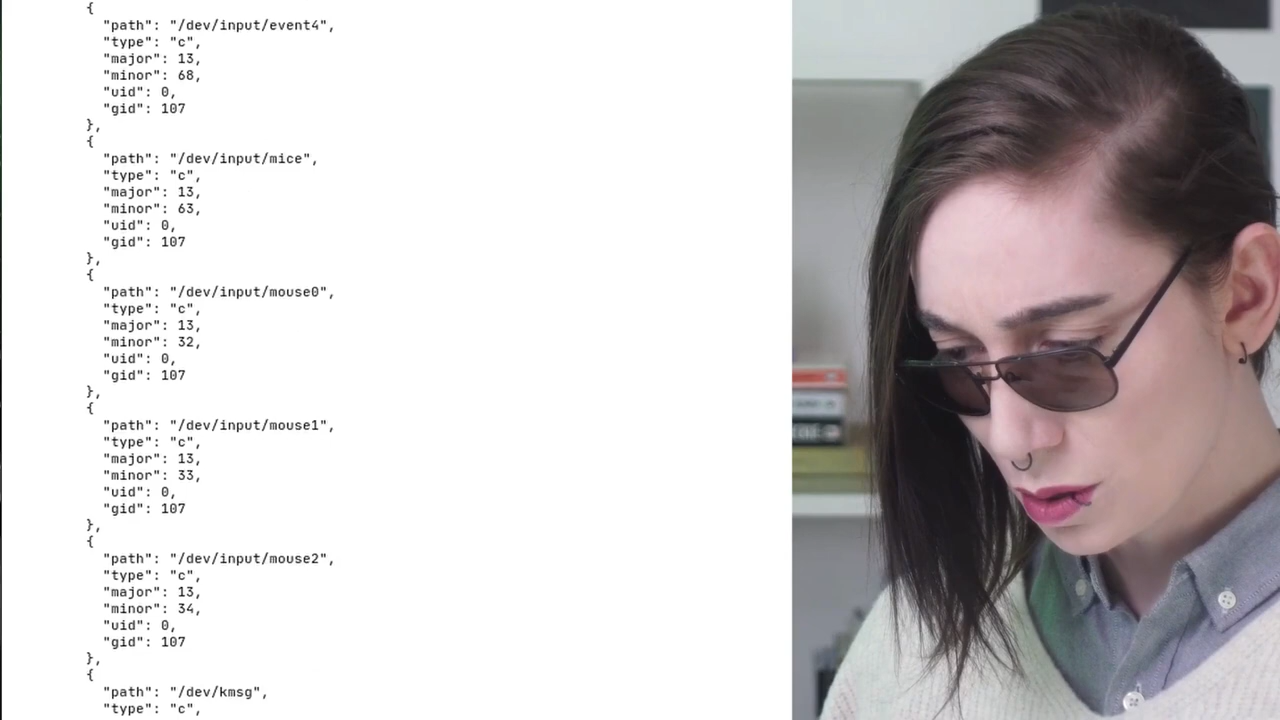 {
"path": "/dev/input/event4",
"type": "c",
"major": 13,
"minor": 68,
"uid": 0,
"gid": 107
},
{
"path": "/dev/input/mice",
"type": "c",
"major": 13,
"minor": 63,
"uid": 0,
"gid": 107
},
{
"path": "/dev/input/mouse0",
"type": "c",
"major": 13,
"minor": 32,
"uid": 0,
"gid": 107
},
{
"path": "/dev/input/mouse1",
"type": "c",
"major": 13,
"minor": 33,
"uid": 0,
"gid": 107
},
{
"path": "/dev/input/mouse2",
"type": "c",
"major": 13,
"minor": 34,
"uid": 0,
"gid": 107
},
{
"path": "/dev/kmsg",
"type": "c",